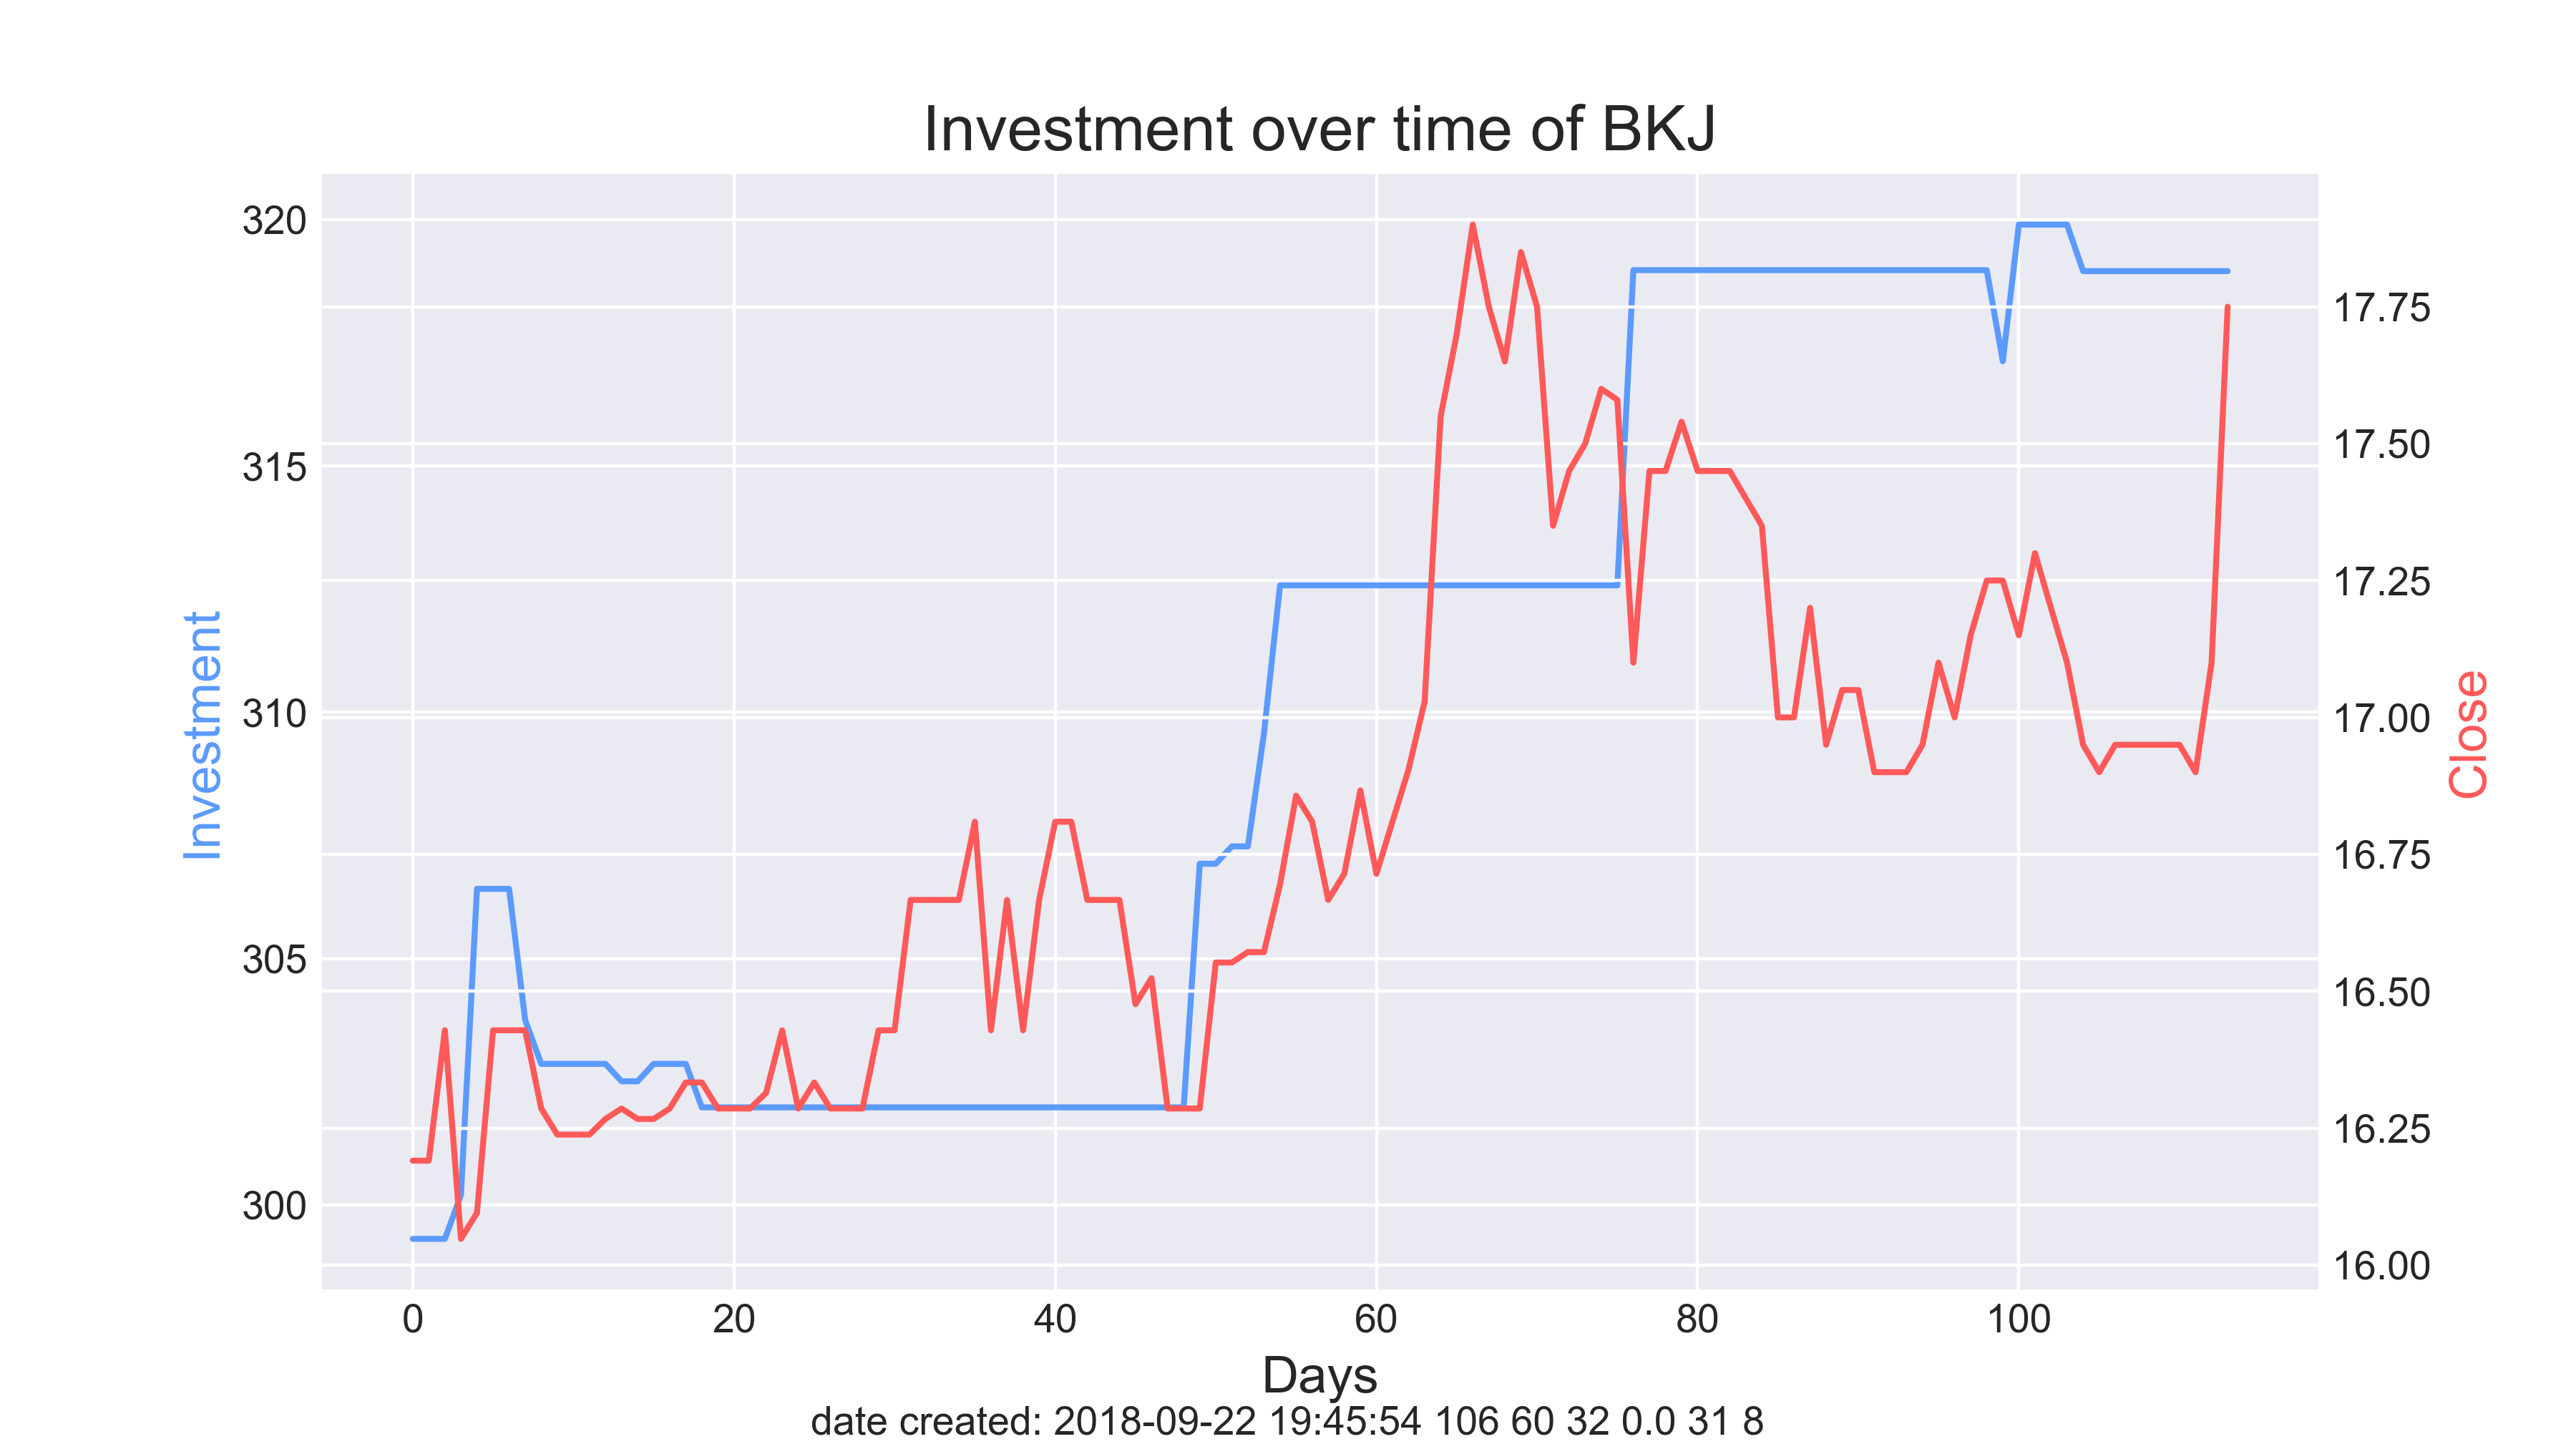 Investment over time of BKJ
320
315
310
305
300
Investment
17.75
17.50
17.25
17.00
16.75
16.50
16.25
16.00
Close
0 20 40 60 80 100
Days
date created: 2018-09-22 19:45:54 106 60 32 0.0 31 8